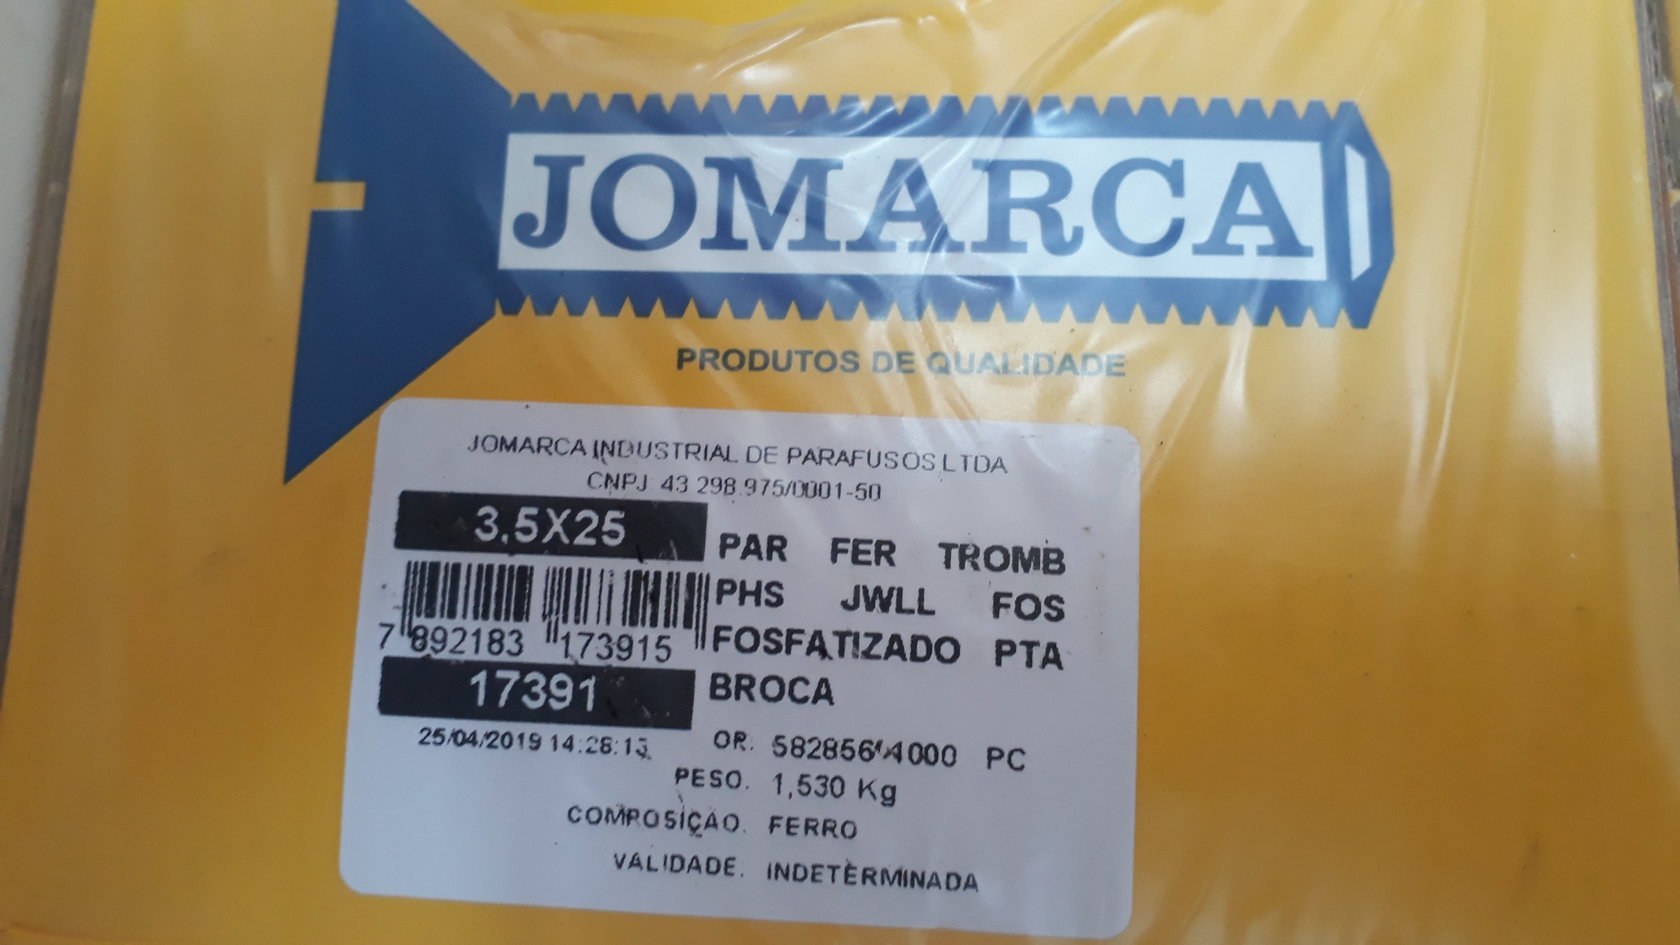 JOMARCA
PRODUTOS DE QUALIDADE
JOMARCA INDUSTRIAL DE PARAFUSOS LTDA
CNPJ 43 298.975/0001-50
3,5X25
PAR FER TROMB
PHS JWLL FOS
FOSFATIZADO PTA
BROCA
7 892183 173915
17391
25/04/2019 14:28:13
OR: PC
PESO. 1,530 Kg
COMPOSIÇÃO. FERRO
VALIDADE. INDETERMINADA